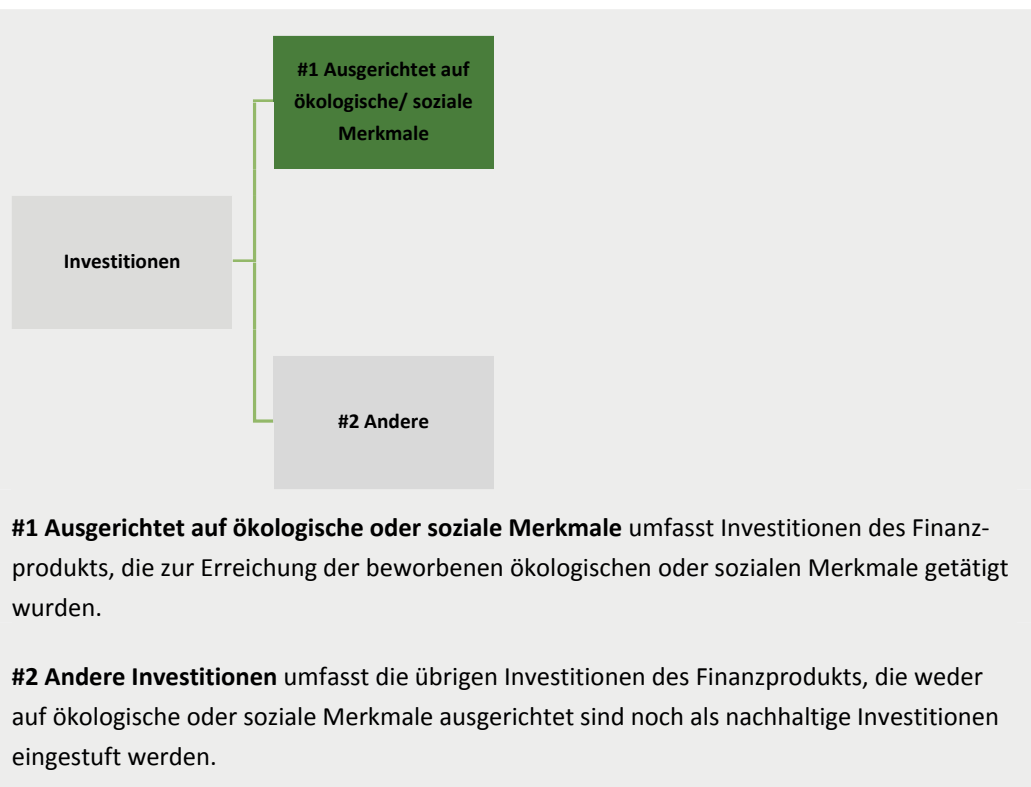 #1 Ausgerichtet auf
ökologische/ soziale
Merkmale
Investitionen
#2 Andere
#1 Ausgerichtet auf ökologische oder soziale Merkmale umfasst Investitionen des Finanz-
produkts, die zur Erreichung der beworbenen ökologischen oder sozialen Merkmale getätigt
wurden.
#2 Andere Investitionen umfasst die übrigen Investitionen des Finanzprodukts, die weder
auf ökologische oder soziale Merkmale ausgerichtet sind noch als nachhaltige Investitionen
eingestuft werden.